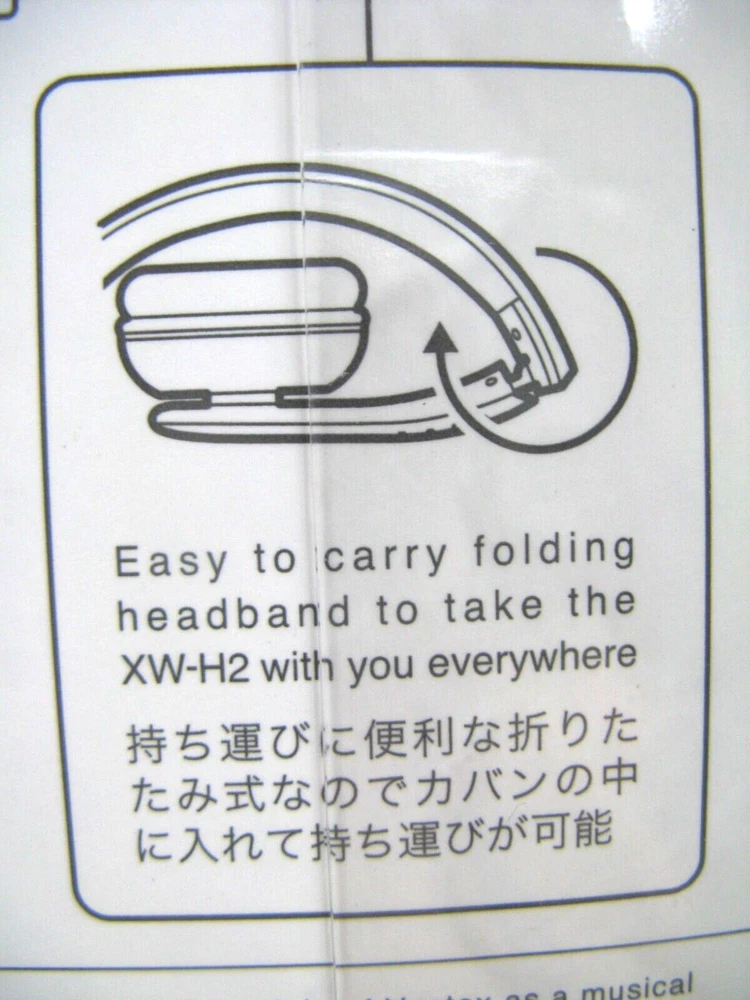 Easy to carry folding
headband to take the
XW-H2 with you everywhere
持ち運びに便利な折りた
たみ式なのでカバンの中
に入れて持ち運びが可能
as a musical